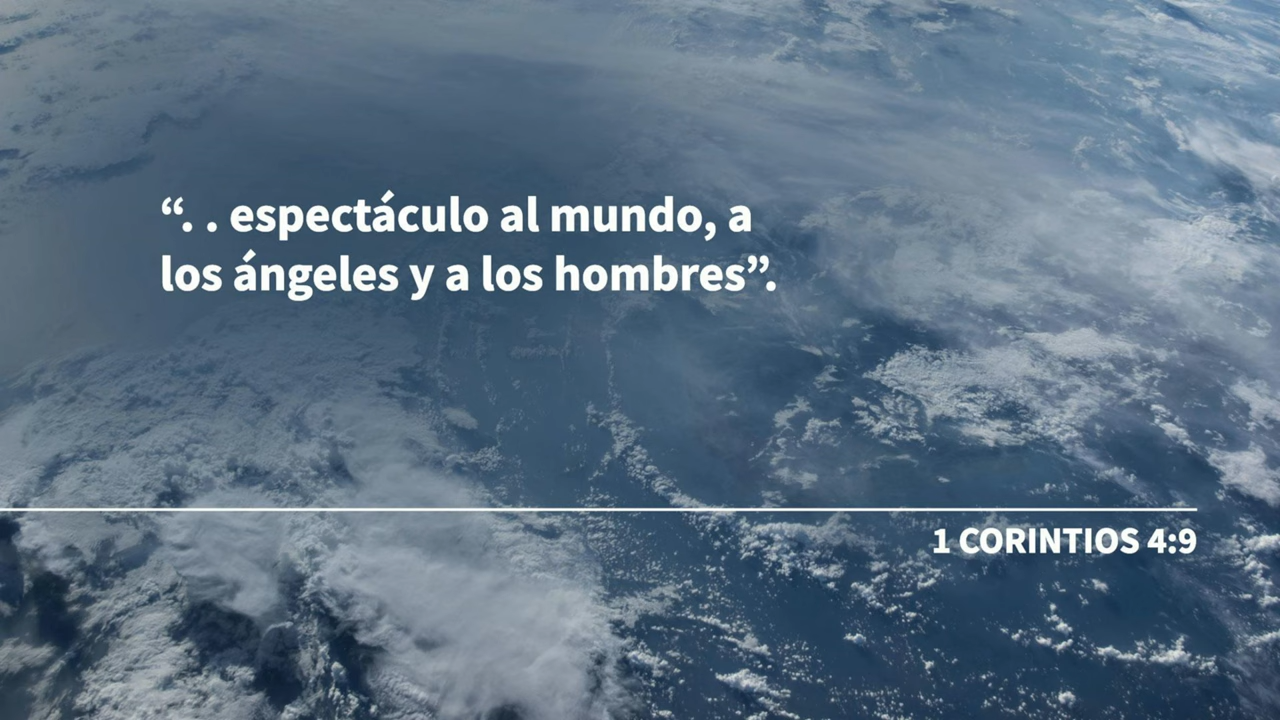 “. . espectáculo al mundo, a
los ángeles y a los hombres”.
1 CORINTIOS 4:9